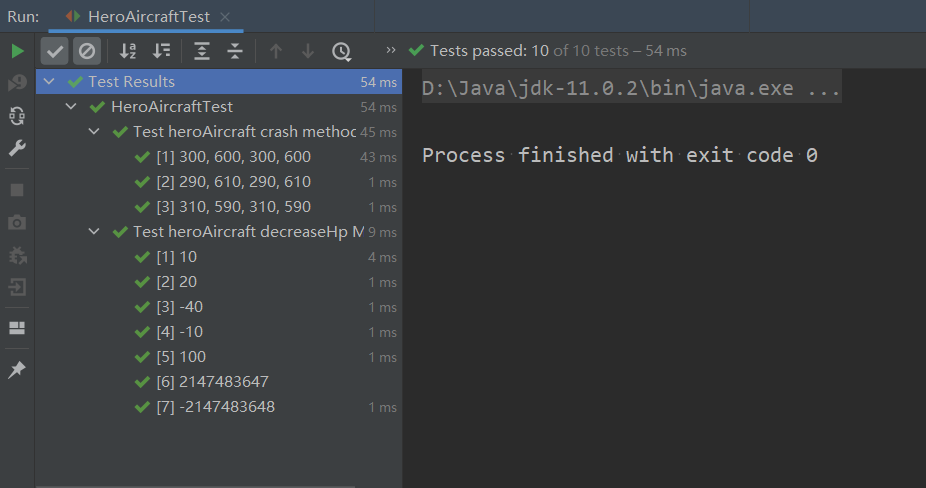 Run: HeroAircraftTest
Tests passed: 10 of 10 tests – 54 ms
Test Results 54 ms
HeroAircraftTest 54 ms
Test heroAircraft crash method 45 ms
[1] 300, 600, 300, 600 43 ms
[2] 290, 610, 290, 610 1 ms
[3] 310, 590, 310, 590 1 ms
Test heroAircraft decreaseHp M 9 ms
[1] 10 4 ms
[2] 20 1 ms
[3] -40 1 ms
[4] -10 1 ms
[5] 100 1 ms
[6] 2147483647
[7] -2147483648 1 ms
D:\Java\jdk-11.0.2\bin\java.exe ...
Process finished with exit code 0